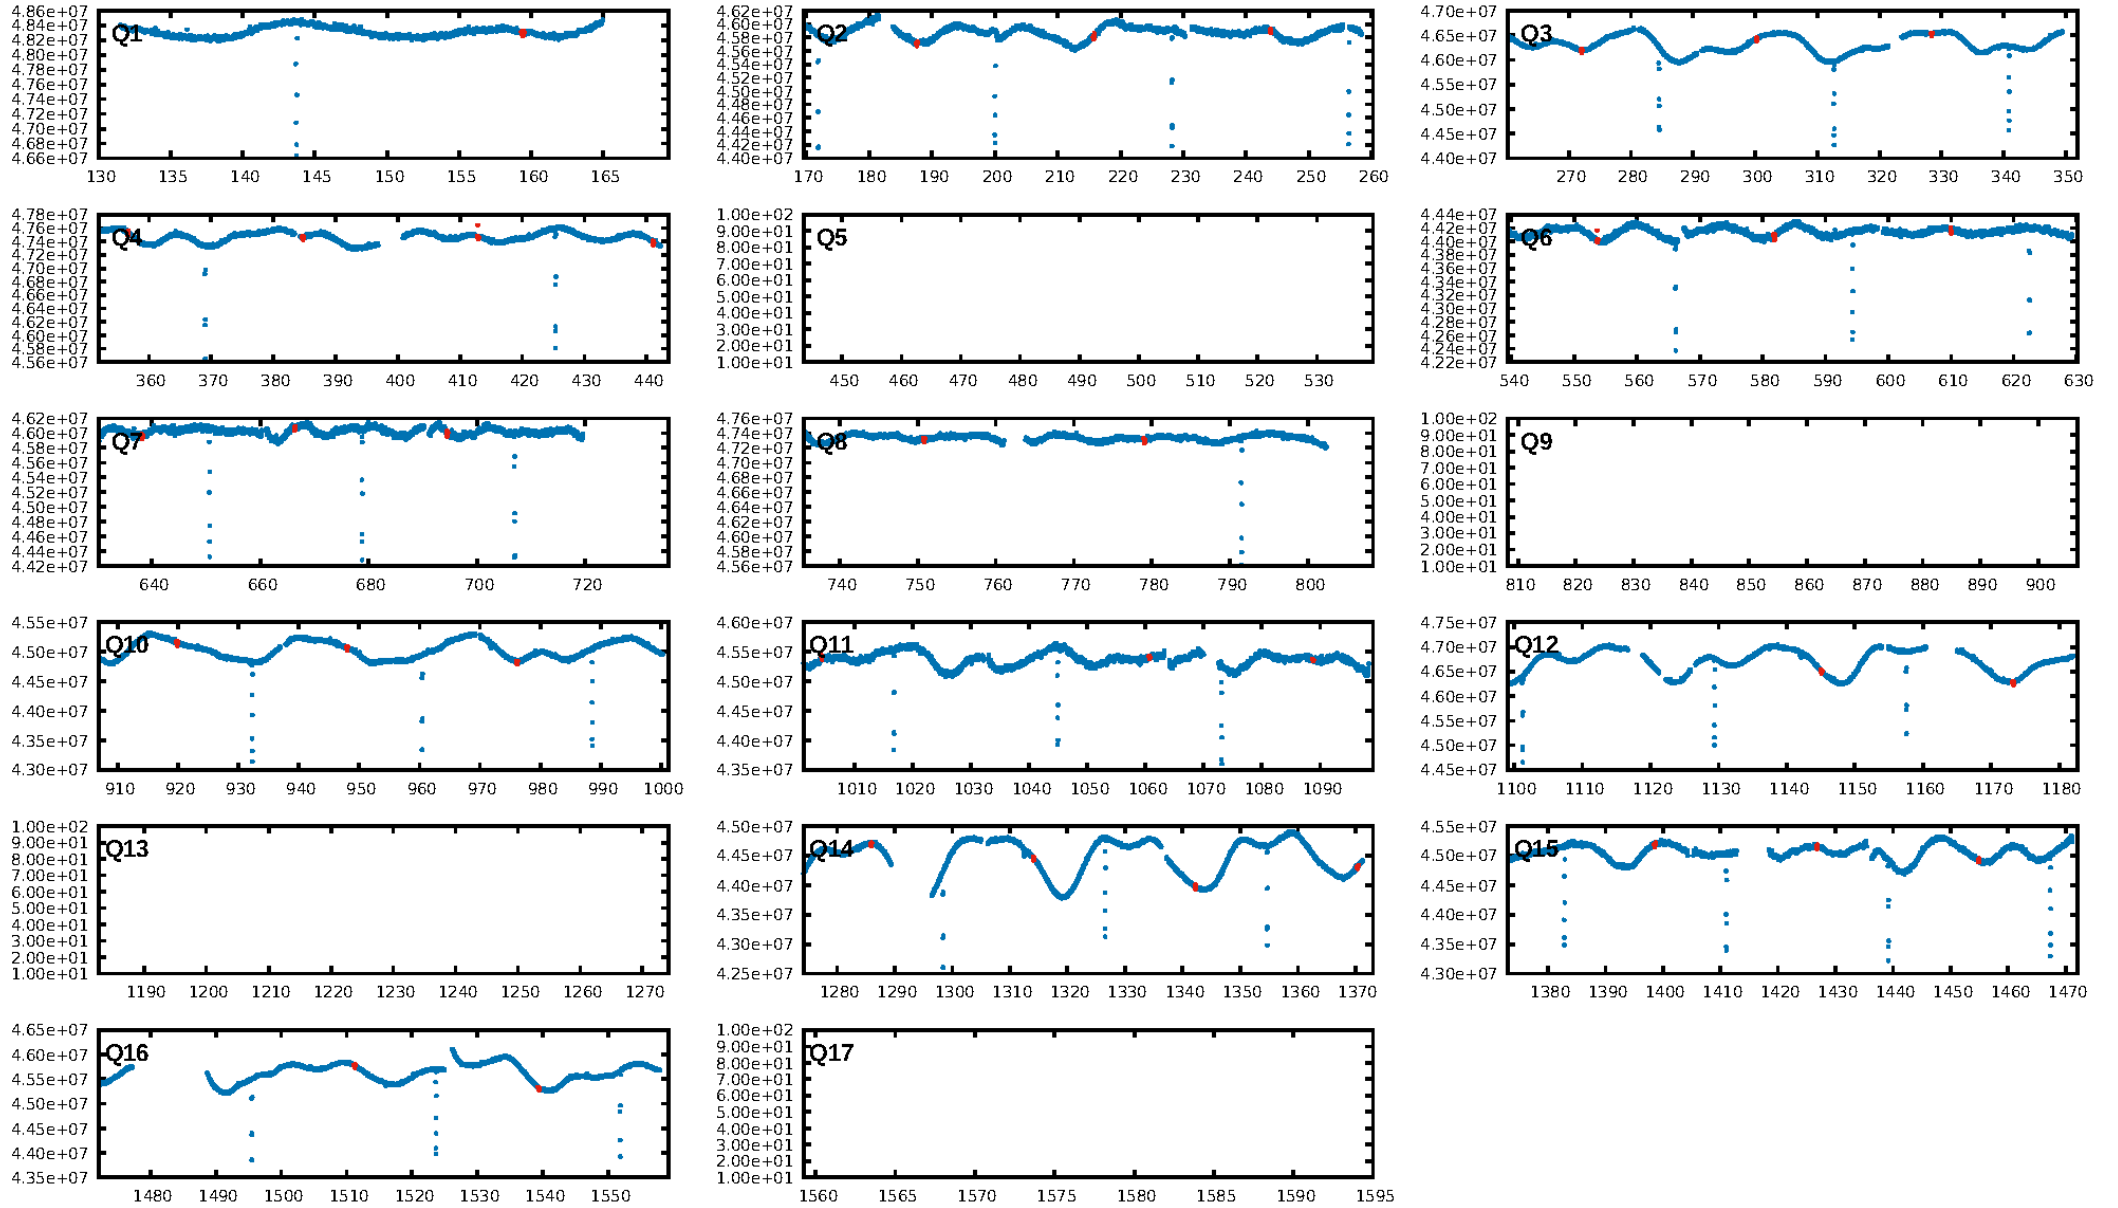 Q1
4.86e+07
4.84e+07
4.82e+07
4.80e+07
4.78e+07
4.76e+07
4.74e+07
4.72e+07
4.70e+07
4.68e+07
4.66e+07
130 135 140 145 150 155 160 165
Q2
4.62e+07
4.60e+07
4.58e+07
4.56e+07
4.54e+07
4.52e+07
4.50e+07
4.48e+07
4.46e+07
4.44e+07
4.42e+07
4.40e+07
170 180 190 200 210 220 230 240 250 260
Q3
4.70e+07
4.65e+07
4.60e+07
4.55e+07
4.50e+07
4.45e+07
4.40e+07
270 280 290 300 310 320 330 340 350
Q4
4.78e+07
4.76e+07
4.74e+07
4.72e+07
4.70e+07
4.68e+07
4.66e+07
4.64e+07
4.62e+07
4.60e+07
4.58e+07
4.56e+07
360 370 380 390 400 410 420 430 440
Q5
1.00e+02
9.00e+01
8.00e+01
7.00e+01
6.00e+01
5.00e+01
4.00e+01
3.00e+01
2.00e+01
1.00e+01
450 460 470 480 490 500 510 520 530
Q6
4.44e+07
4.42e+07
4.40e+07
4.38e+07
4.36e+07
4.34e+07
4.32e+07
4.30e+07
4.28e+07
4.26e+07
4.24e+07
4.22e+07
540 550 560 570 580 590 600 610 620 630
Q7
4.62e+07
4.60e+07
4.58e+07
4.56e+07
4.54e+07
4.52e+07
4.50e+07
4.48e+07
4.46e+07
4.44e+07
4.42e+07
640 660 680 700 720
Q8
4.76e+07
4.74e+07
4.72e+07
4.70e+07
4.68e+07
4.66e+07
4.64e+07
4.62e+07
4.60e+07
4.58e+07
4.56e+07
740 750 760 770 780 790 800
Q9
1.00e+02
9.00e+01
8.00e+01
7.00e+01
6.00e+01
5.00e+01
4.00e+01
3.00e+01
2.00e+01
1.00e+01
810 820 830 840 850 860 870 880 890 900
Q10
4.55e+07
4.50e+07
4.45e+07
4.40e+07
4.35e+07
4.30e+07
910 920 930 940 950 960 970 980 990 1000
Q11
4.60e+07
4.55e+07
4.50e+07
4.45e+07
4.40e+07
4.35e+07
1010 1020 1030 1040 1050 1060 1070 1080 1090
Q12
4.75e+07
4.70e+07
4.65e+07
4.60e+07
4.55e+07
4.50e+07
4.45e+07
1100 1110 1120 1130 1140 1150 1160 1170 1180
Q13
1.00e+02
9.00e+01
8.00e+01
7.00e+01
6.00e+01
5.00e+01
4.00e+01
3.00e+01
2.00e+01
1.00e+01
1190 1200 1210 1220 1230 1240 1250 1260 1270
Q14
4.50e+07
4.45e+07
4.40e+07
4.35e+07
4.30e+07
4.25e+07
1280 1290 1300 1310 1320 1330 1340 1350 1360 1370
Q15
4.55e+07
4.50e+07
4.45e+07
4.40e+07
4.35e+07
4.30e+07
1380 1390 1400 1410 1420 1430 1440 1450 1460 1470
Q16
4.65e+07
4.60e+07
4.55e+07
4.50e+07
4.45e+07
4.40e+07
4.35e+07
1480 1490 1500 1510 1520 1530 1540 1550
Q17
1.00e+02
9.00e+01
8.00e+01
7.00e+01
6.00e+01
5.00e+01
4.00e+01
3.00e+01
2.00e+01
1.00e+01
1560 1565 1570 1575 1580 1585 1590 1595